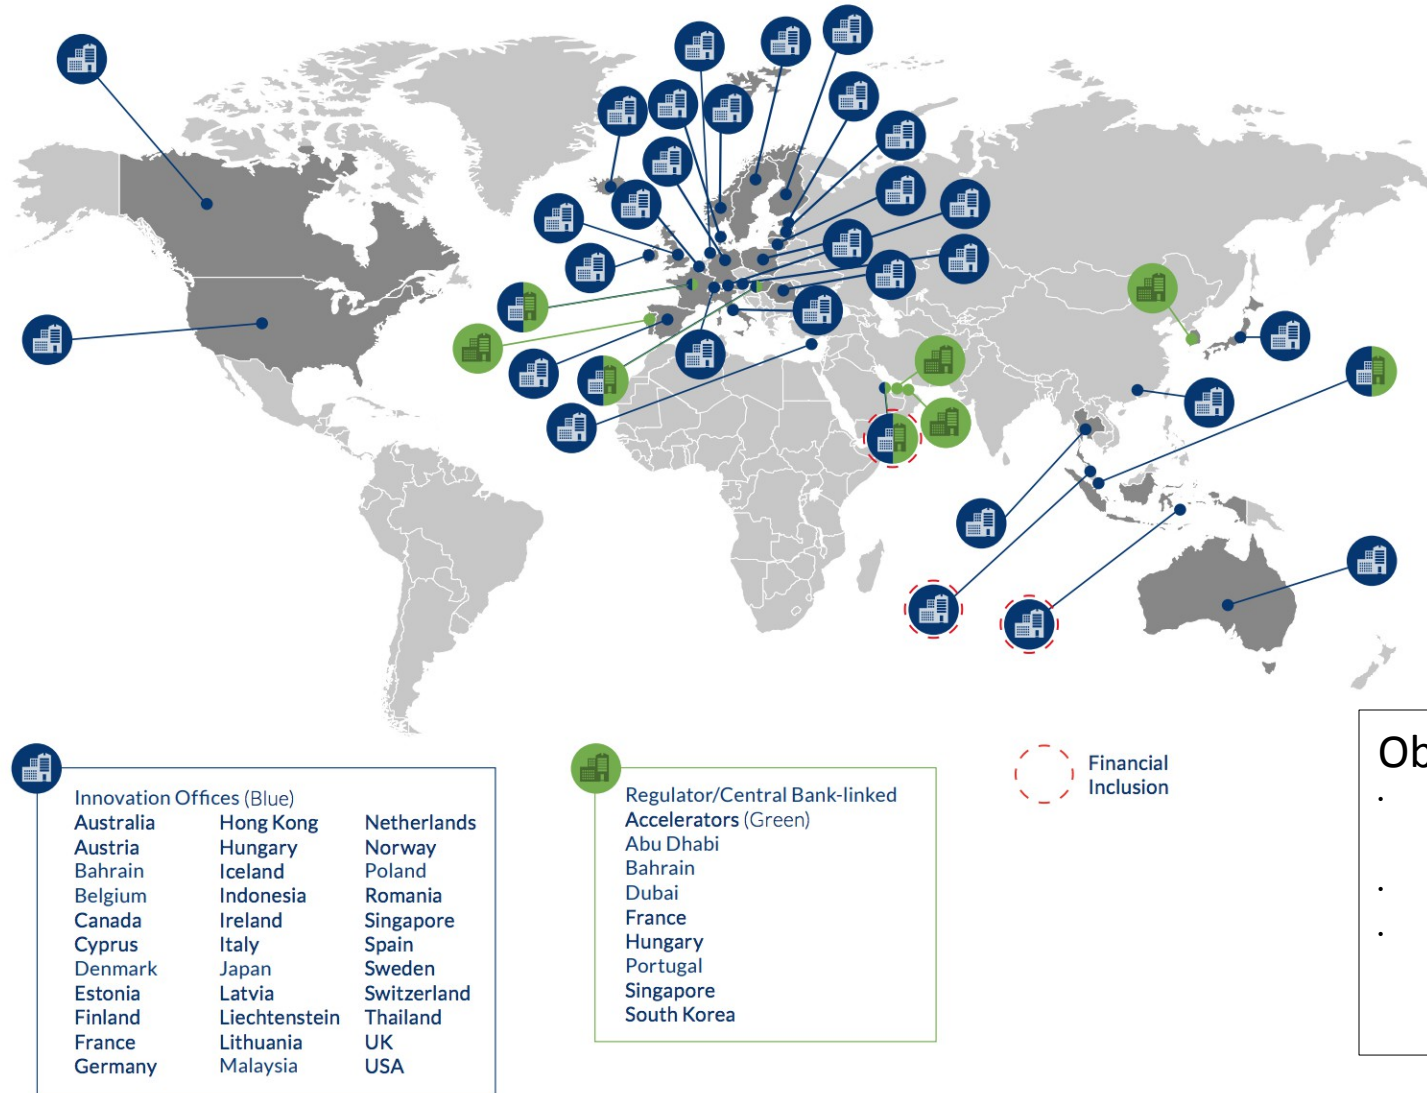 Innovation Offices (Blue)
Australia
Austria
Bahrain
Belgium
Canada
Cyprus
Denmark
Estonia
Finland
France
Germany
Hong Kong
Hungary
Iceland
Indonesia
Ireland
Italy
Japan
Latvia
Liechtenstein
Lithuania
Malaysia
Netherlands
Norway
Poland
Romania
Singapore
Spain
Sweden
Switzerland
Thailand
UK
USA
Regulator/Central Bank-linked
Accelerators (Green)
Abu Dhabi
Bahrain
Dubai
France
Hungary
Portugal
Singapore
South Korea
Financial
Inclusion
Ob